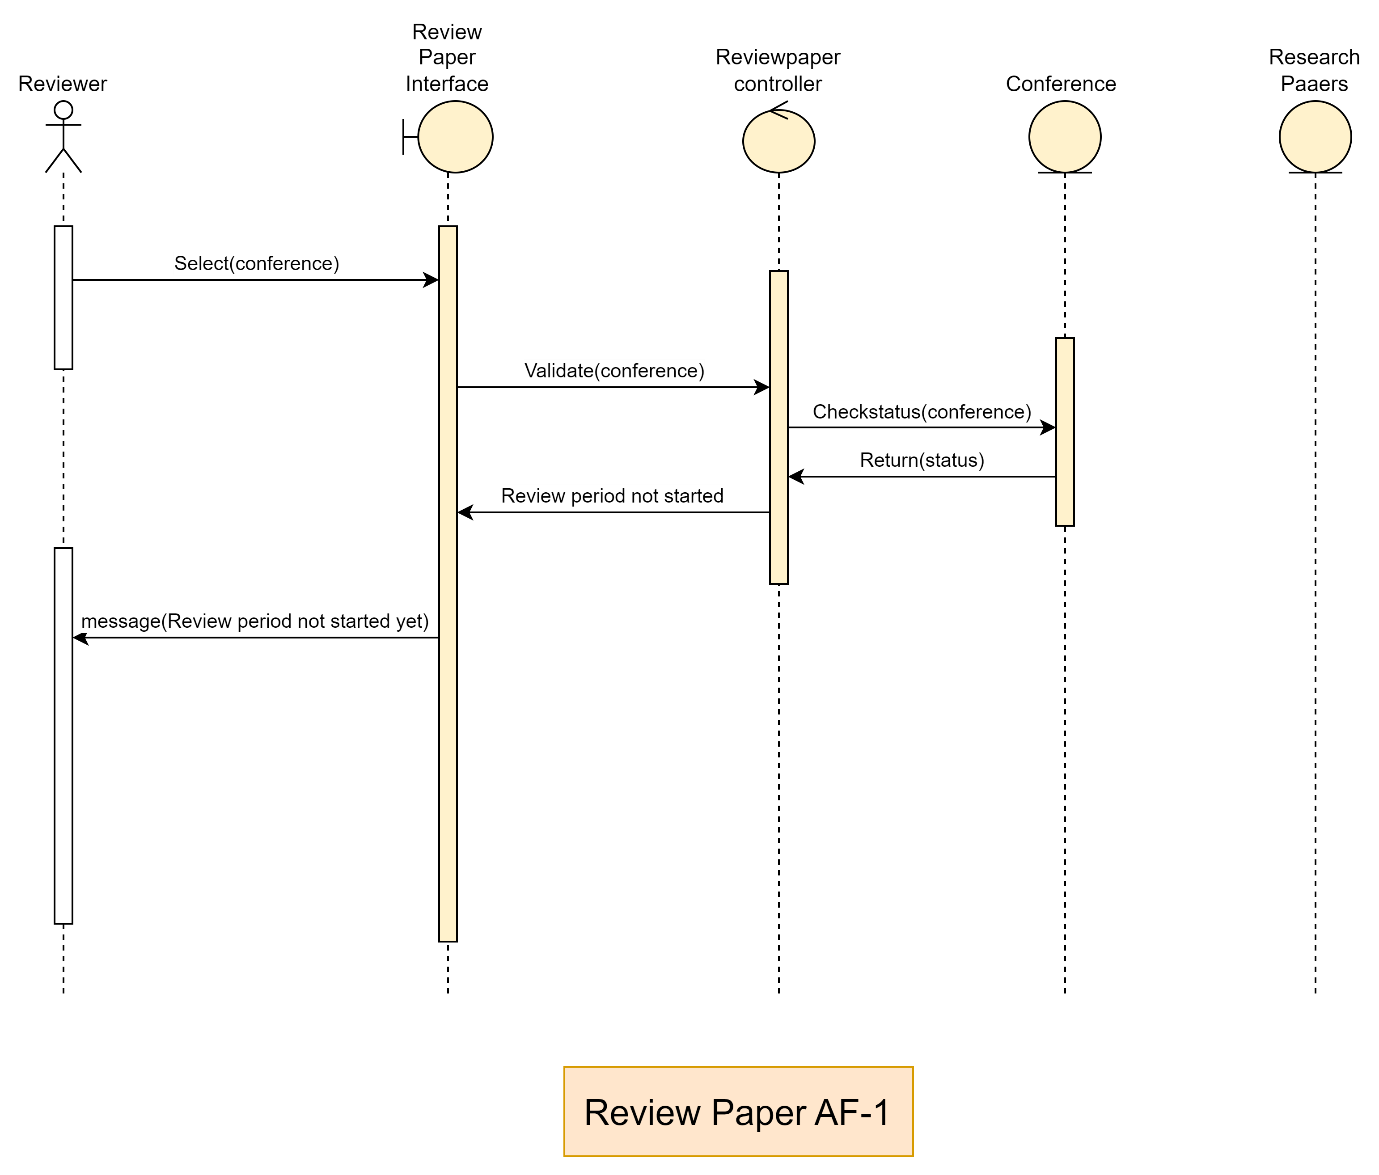 Reviewer
Review
Paper
Interface
Reviewpaper
controller
Conference
Research
Paaers
Select(conference)
Validate(conference)
Checkstatus(conference)
Return(status)
Review period not started
message(Review period not started yet)
Review Paper AF-1